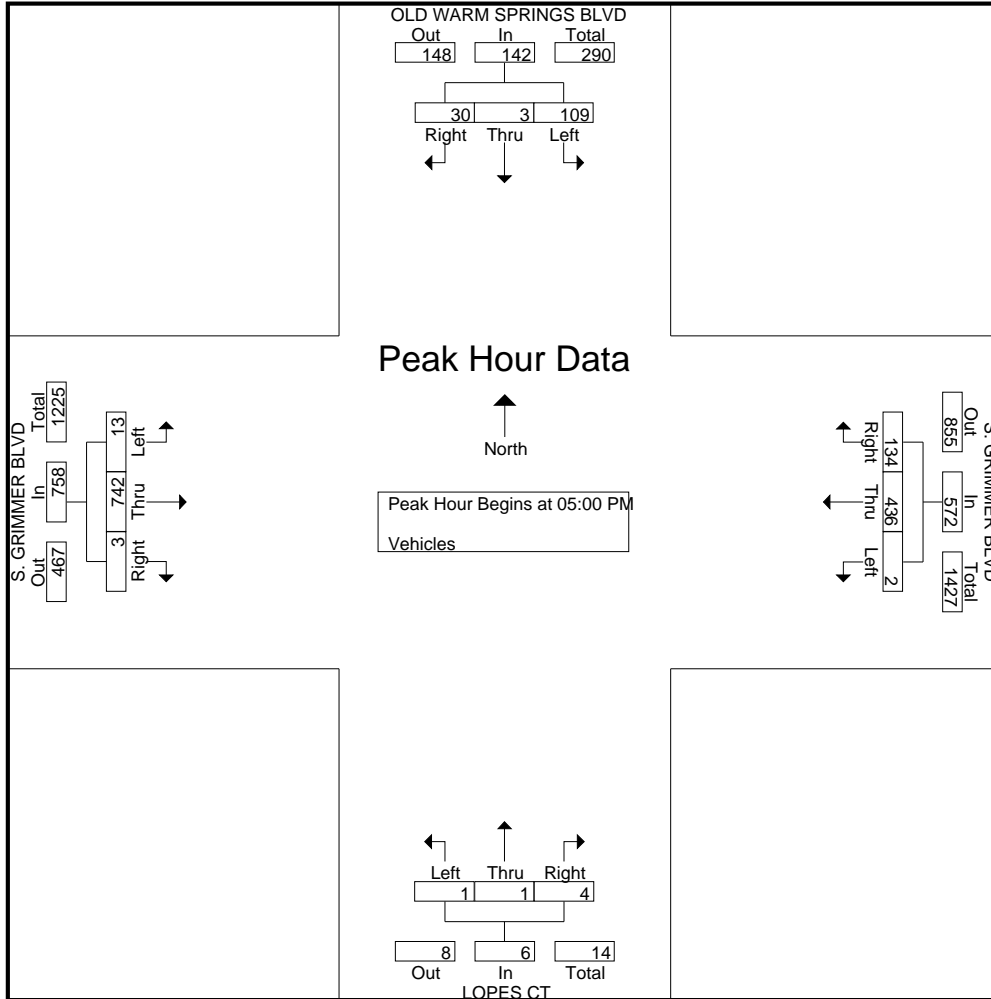 OLD WARM SPRINGS BLVD
Out In Total
148 142 290
30 3 109
Right Thru Left
Peak Hour Data
North
Peak Hour Begins at 05:00 PM
Vehicles
S. GRIMMER BLVD
Out In Total
467 758 1225
Right Thru Left
3 742 13
S. GRIMMER BLVD
Out In Total
855 572 1427
134 436 2
Right Thru Left
Left Thru Right
1 1 4
8 6 14
Out In Total
LOPES CT